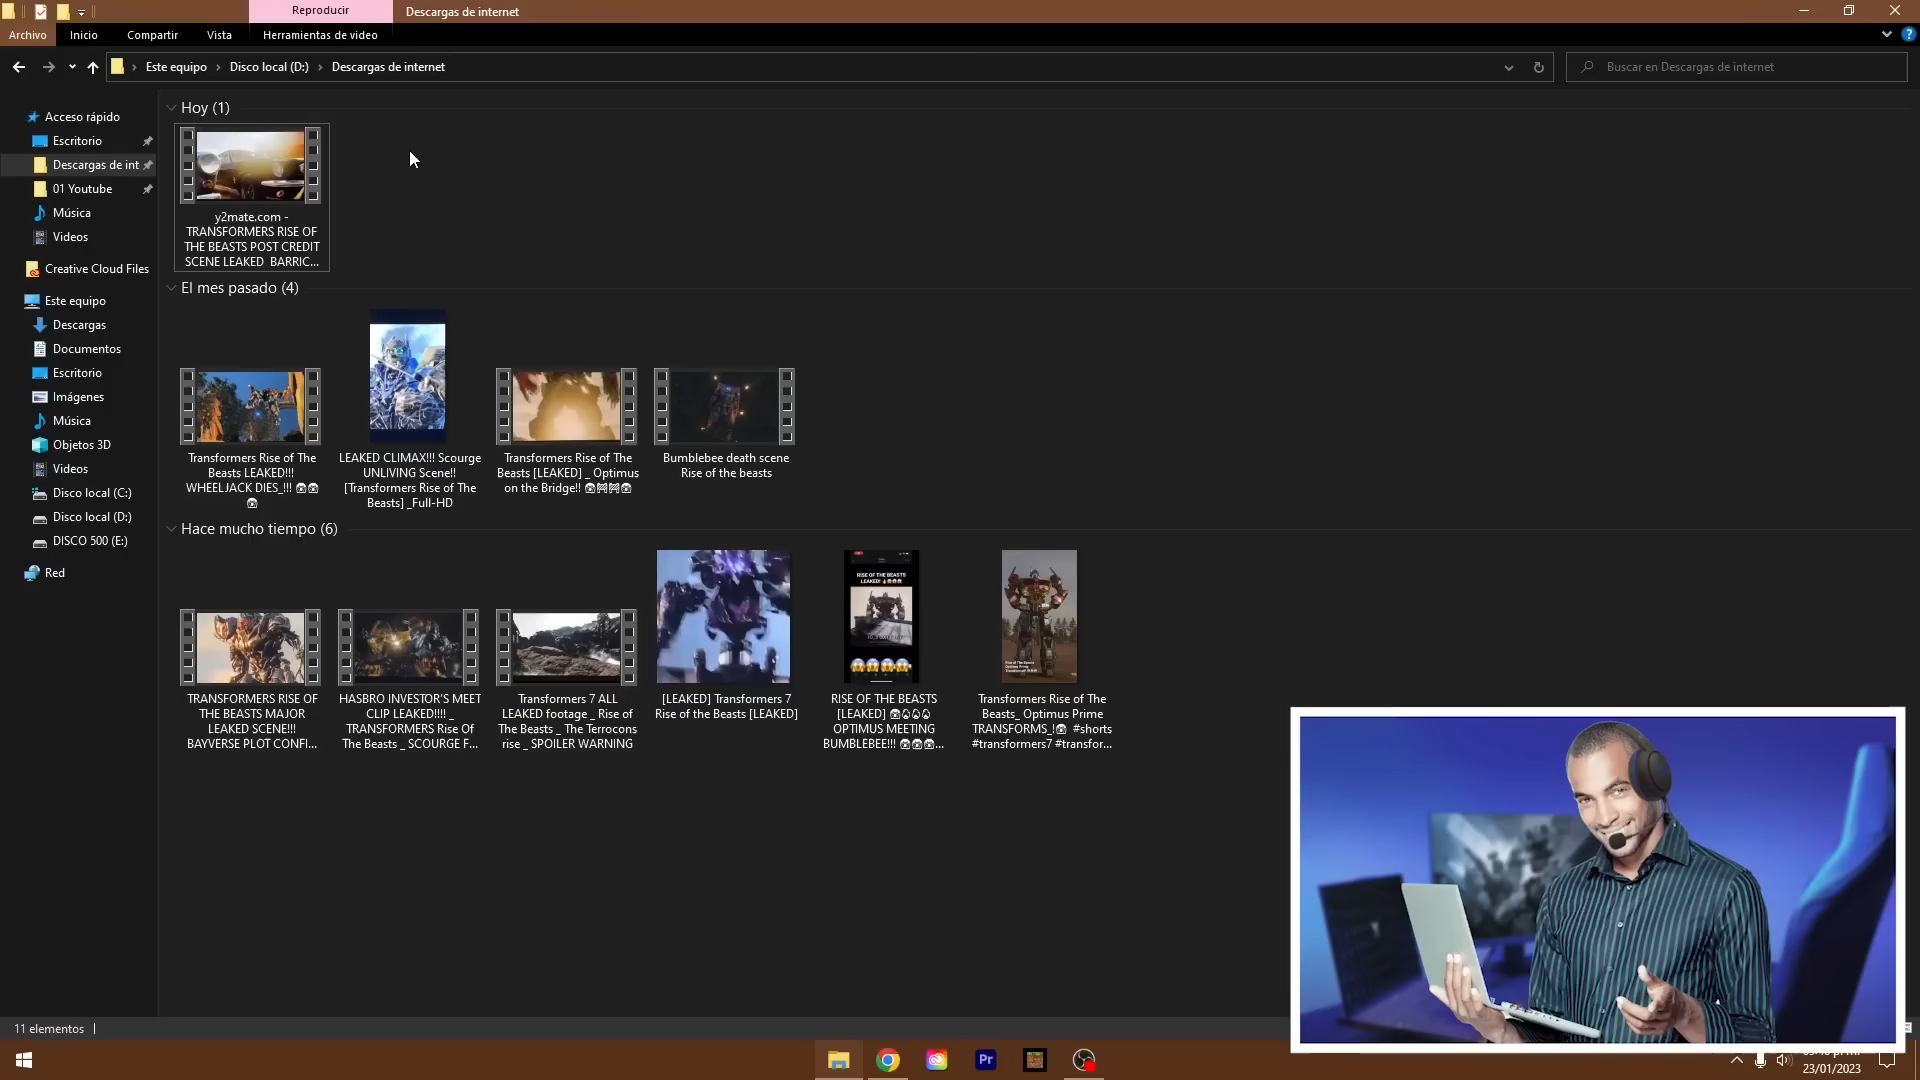 Reproducir
Descargas de internet
Archivo
Inicio
Compartir
Vista
Herramientas de video
Este equipo
Disco local (D:)
Descargas de internet
Buscar en Descargas de internet
Acceso rápido
Escritorio
Descargas de int
01 Youtube
Música
Videos
Creative Cloud Files
Este equipo
Descargas
Documentos
Escritorio
Imágenes
Música
Objetos 3D
Videos
Disco local (C:)
Disco local (D:)
DISCO 500 (E:)
Red
Hoy (1)
y2mate.com -
TRANSFORMERS RISE OF
THE BEASTS POST CREDIT
SCENE LEAKED BARRIC...
El mes pasado (4)
Transformers Rise of The
Beasts LEAKED!!!
WHEELJACK DIES_!!! 😱😱
😱
LEAKED CLIMAX!!! Scourge
UNLIVING Scene!!
[Transformers Rise of The
Beasts] _Full-HD
Transformers Rise of The
Beasts [LEAKED] _ Optimus
on the Bridge!!
Bumblebee death scene
Rise of the beasts
Hace mucho tiempo (6)
TRANSFORMERS RISE OF
THE BEASTS MAJOR
LEAKED SCENE!!!
BAYVERSE PLOT CONFI...
HASBRO INVESTOR'S MEET
CLIP LEAKED!!!! _
TRANSFORMERS Rise Of
The Beasts _ SCOURGE F...
Transformers 7 ALL
LEAKED footage _ Rise of
The Beasts _ The Terrocons
rise _ SPOILER WARNING
[LEAKED] Transformers 7
Rise of the Beasts [LEAKED]
RISE OF THE BEASTS
LEAKED!
RISE OF THE BEASTS
[LEAKED] 😱🔥🔥🔥
OPTIMUS MEETING
BUMBLEBEE!!! 😱😱😱...
Transformers Rise of The
Beasts_ Optimus Prime
TRANSFORMS_!😱 #shorts
#transformers7 #transfor...
11 elementos
Pr
23/01/2023